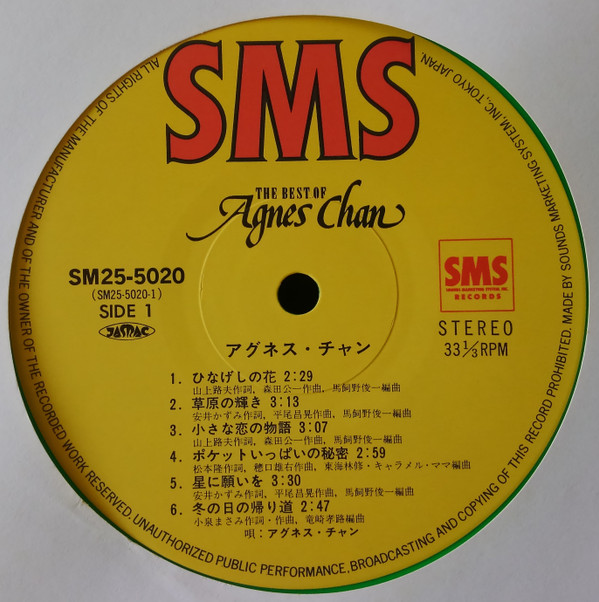 SMS
THE BEST OF
Agnes Chan
SM25-5020
(SM25-5020-1)
SIDE 1
JASRAC
SMS
SOUNDS MARKETING SYSTEM, INC.
RECORDS
STEREO
33 1/3 RPM
アグネス・チャン
1. ひなげしの花 2:29
山上路夫作詞, 森田公一作曲, 馬飼野俊一編曲
2. 草原の輝き 3:13
安井かずみ作詞, 平尾昌晃作曲, 馬飼野俊一編曲
3. 小さな恋の物語 3:07
山上路夫作詞, 森田公一作曲, 馬飼野俊一編曲
4. ポケットいっぱいの秘密 2:59
松本隆作詞, 穂口雄右作曲, 東海林修・キャラメル・ママ編曲
5. 星に願いを 3:30
安井かずみ作詞, 平尾昌晃作曲, 馬飼野俊一編曲
6. 冬の日の帰り道 2:47
小泉まさみ作詞・作曲, 竜崎孝路編曲
唄:アグネス・チャン
ALL RIGHTS OF THE MANUFACTURER AND OF THE OWNER OF THE RECORDED WORK RESERVED. UNAUTHORIZED PUBLIC PERFORMANCE, BROADCASTING AND COPYING OF THIS RECORD PROHIBITED. MADE BY SOUNDS MARKETING SYSTEM, INC, TOKYO JAPAN.